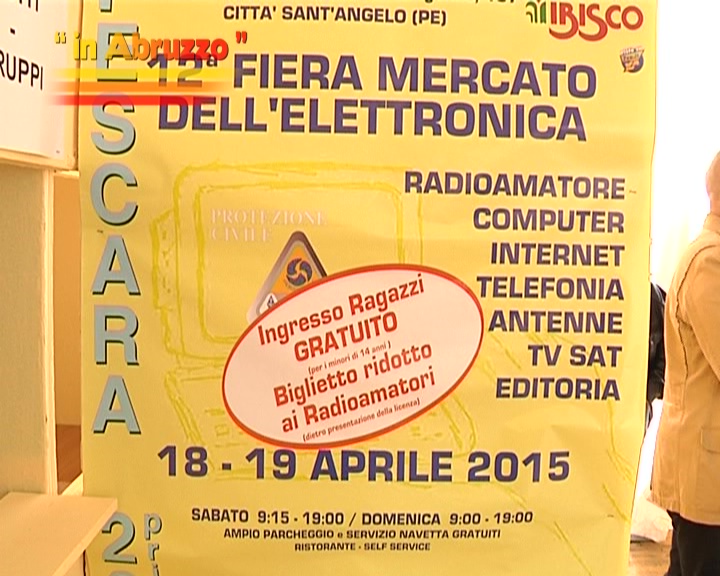 CITTA' SANT'ANGELO (PE)
IBISCO
"in Abruzzo"
RUPPI
12ª FIERA MERCATO
DELL'ELETTRONICA
PESCARA
RADIOAMATORE
COMPUTER
INTERNET
TELEFONIA
ANTENNE
TV SAT
EDITORIA
PROTEZIONE
CIVILE
Ingresso Ragazzi
GRATUITO
(per i minori di 14 anni)
Biglietto ridotto
ai Radioamatori
(dietro presentazione della licenza)
18 - 19 APRILE 2015
SABATO 9:15 - 19:00 / DOMENICA 9:00 - 19:00
AMPIO PARCHEGGIO e SERVIZIO NAVETTA GRATUITI
RISTORANTE - SELF SERVICE